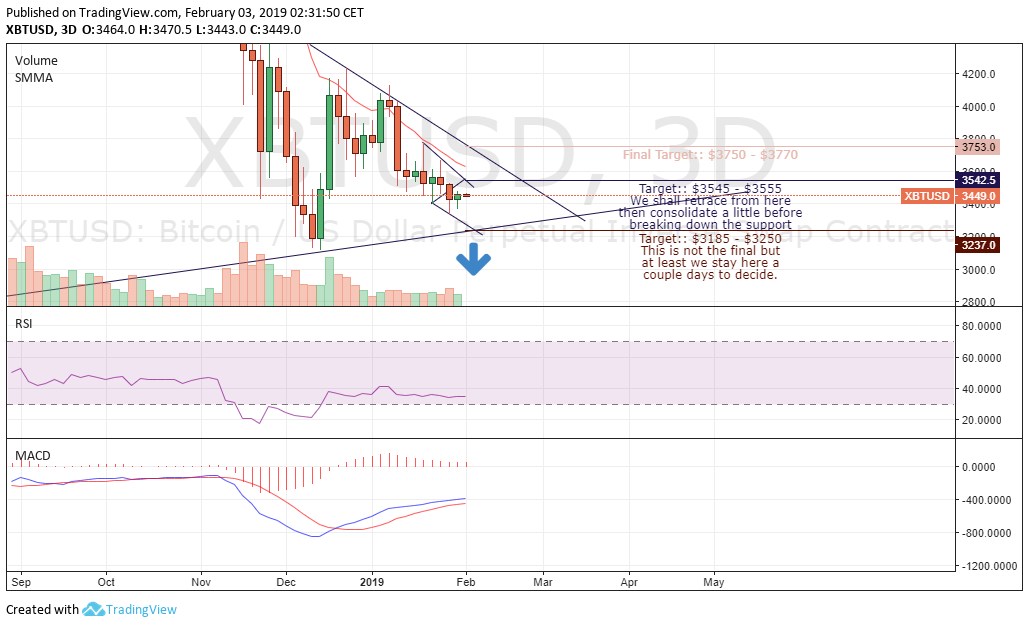 Published on TradingView.com, February 03, 2019 02:31:50 CET
XBTUSD, 3D O:3464.0 H:3470.5 L:3443.0 C:3449.0
Volume
SMMA
XBTUSD, 3D
XBTUSD: Bitcoin / US Dollar Perpetual Inverse Swap Contract
4200.0
4000.0
3800.0
3753.0
Final Target:: $3750 - $3770
3542.5
Target:: $3545 - $3555
We shall retrace from here
then consolidate a little before
breaking down the support
XBTUSD 3449.0
3400.0
3200.0
3237.0
Target:: $3185 - $3250
This is not the final but
at least we stay here a
couple days to decide.
3000.0
2800.0
RSI
80.0000
60.0000
40.0000
20.0000
MACD
0.0000
-400.0000
-800.0000
-1200.0000
Sep Oct Nov Dec 2019 Feb Mar Apr May
Created with TradingView